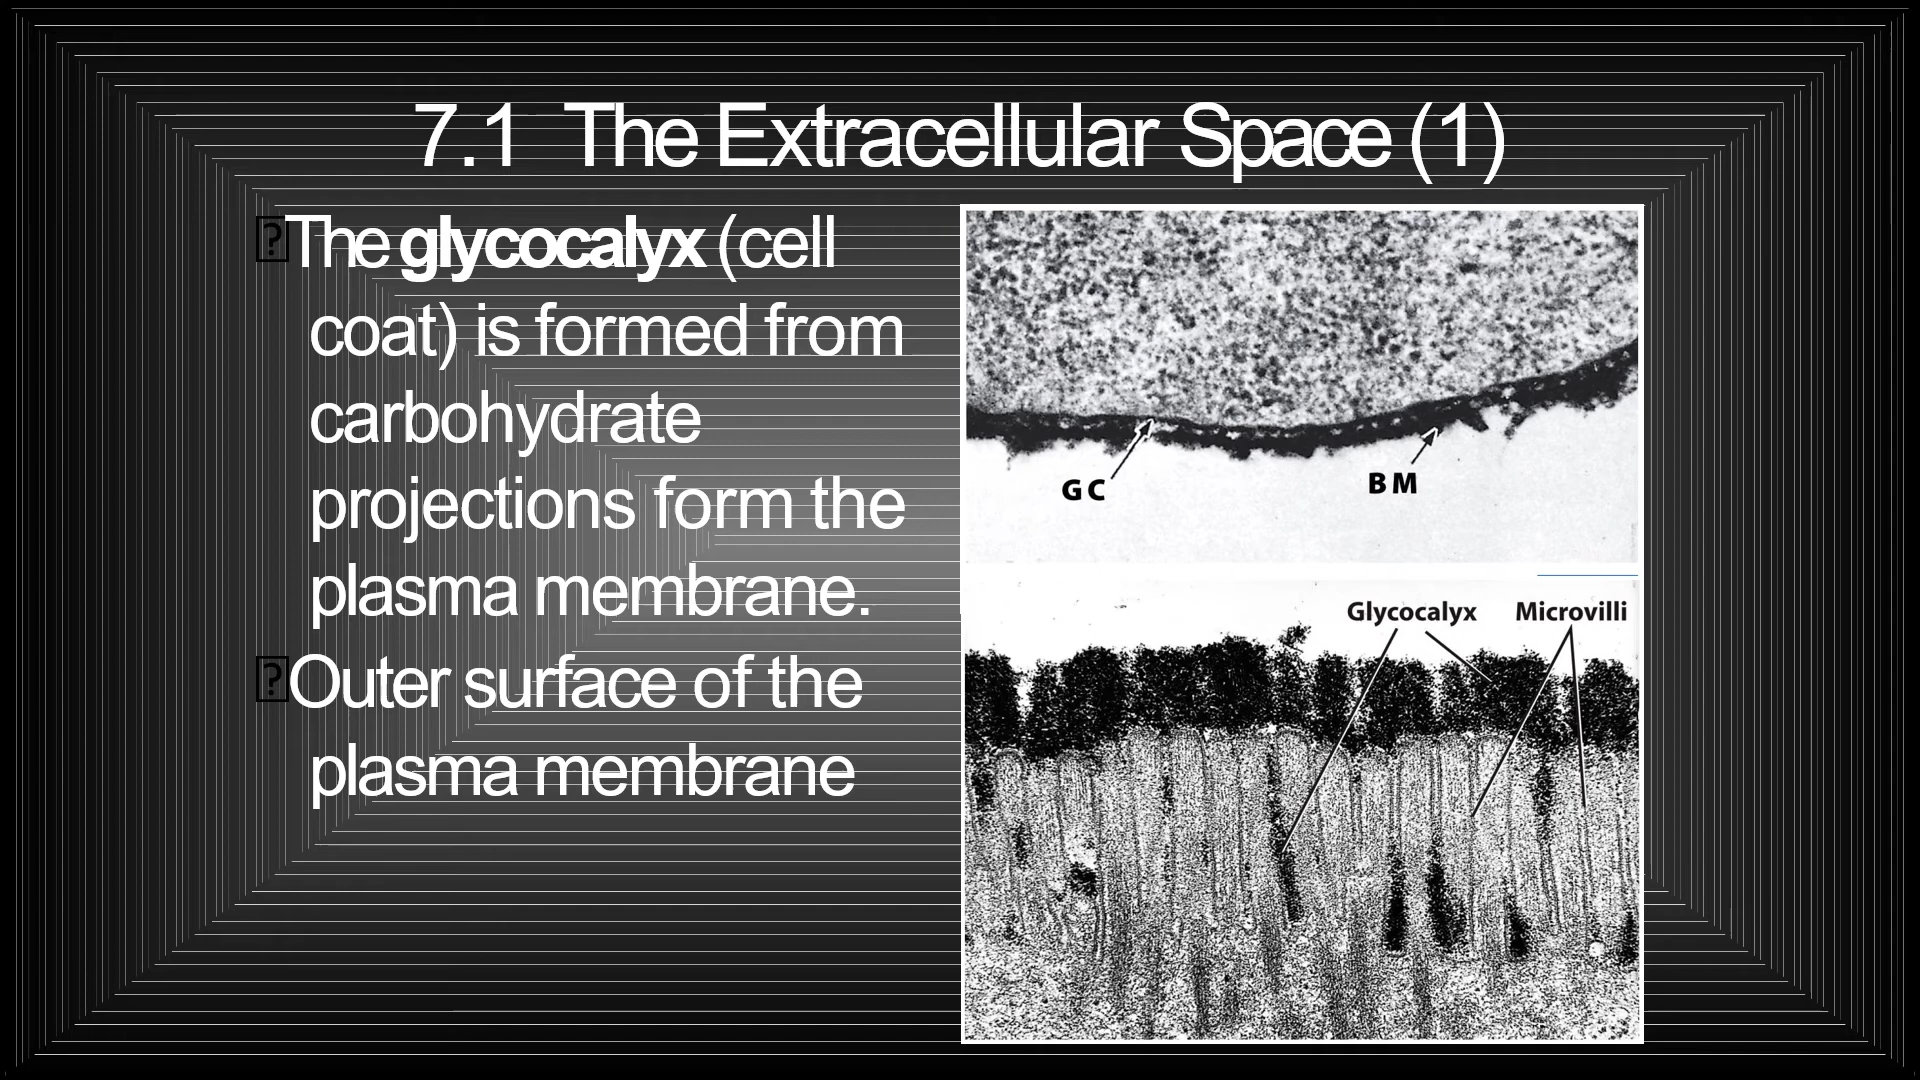 7.1 The Extracellular Space (1)
The glycocalyx (cell
coat) is formed from
carbohydrate
projections form the
plasma membrane.
Outer surface of the
plasma membrane
GC
BM
Glycocalyx
Microvilli